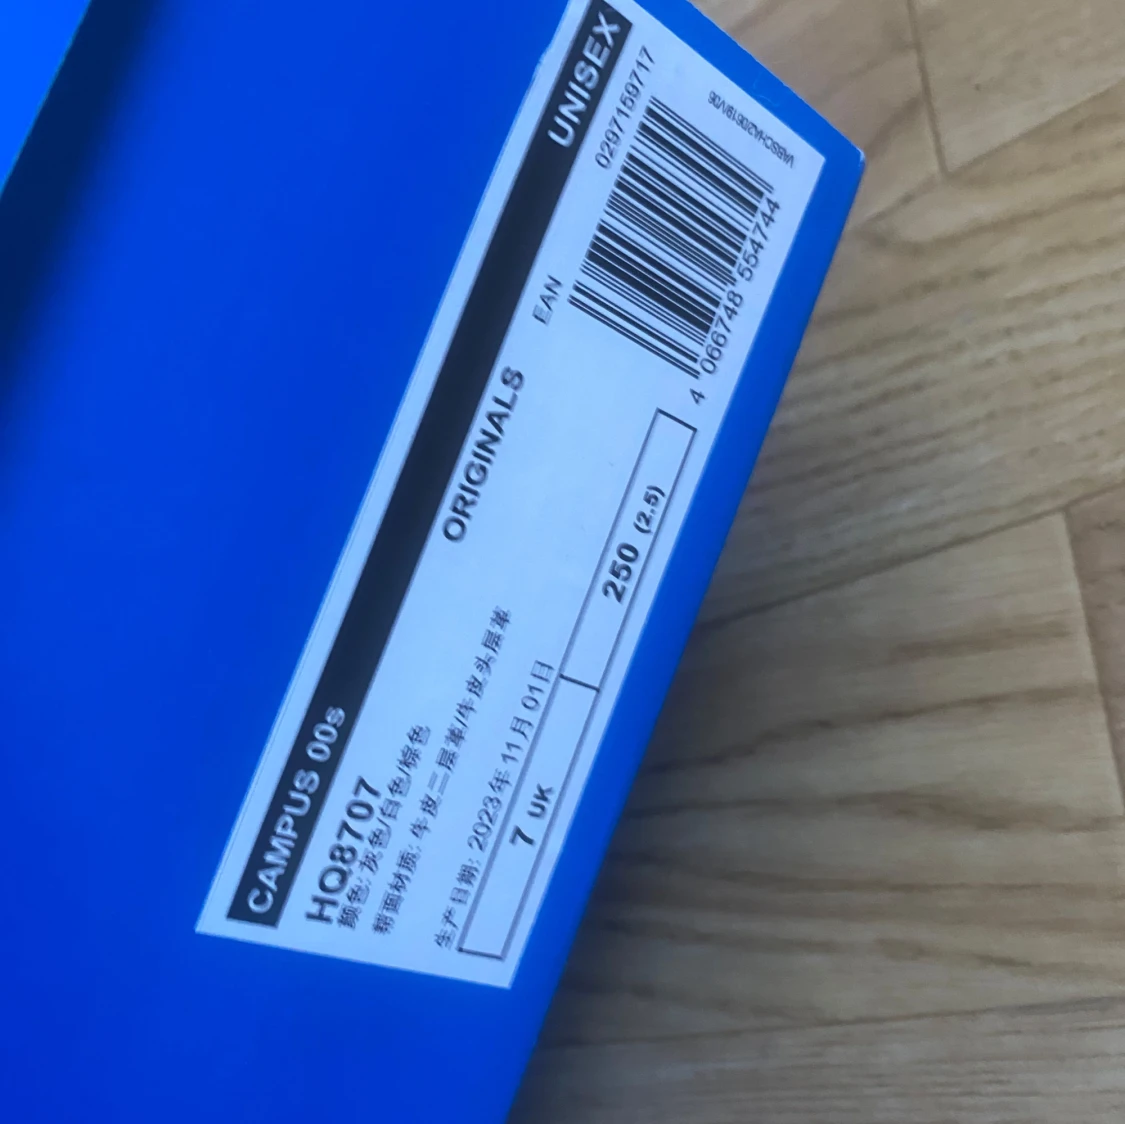 CAMPUS 00s UNISEX
HQ8707 ORIGINALS
颜色: 灰色/白色/棕色
帮面材质: 牛皮二层革/牛皮头层革
生产日期: 2023年 11月 01日
7 UK
250 (2.5)
EAN
0297159717
4 066748 554744